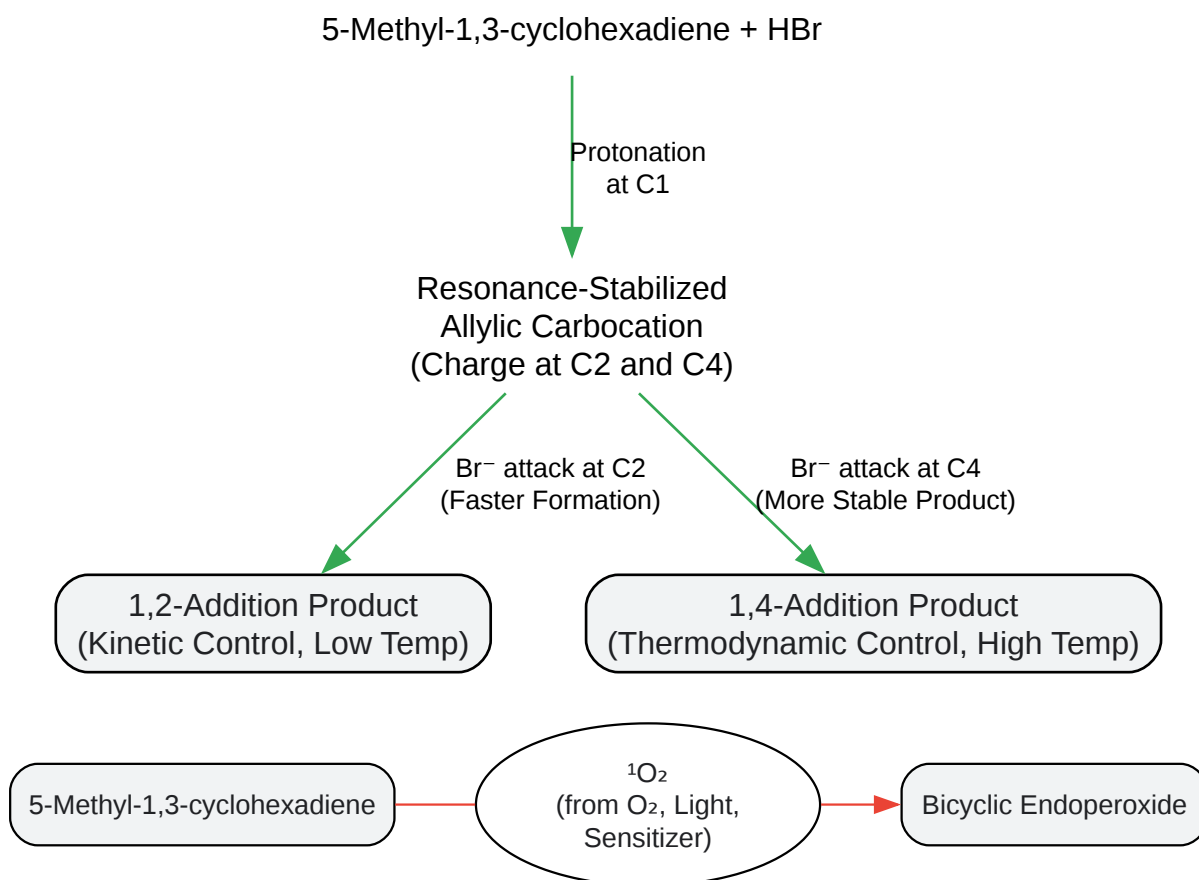 5-Methyl-1,3-cyclohexadiene + HBr
Protonation
at C1
Resonance-Stabilized
Allylic Carbocation
(Charge at C2 and C4)
Br⁻ attack at C2
(Faster Formation)
Br⁻ attack at C4
(More Stable Product)
1,2-Addition Product
(Kinetic Control, Low Temp)
1,4-Addition Product
(Thermodynamic Control, High Temp)
5-Methyl-1,3-cyclohexadiene
¹O₂
(from O₂, Light,
Sensitizer)
Bicyclic Endoperoxide